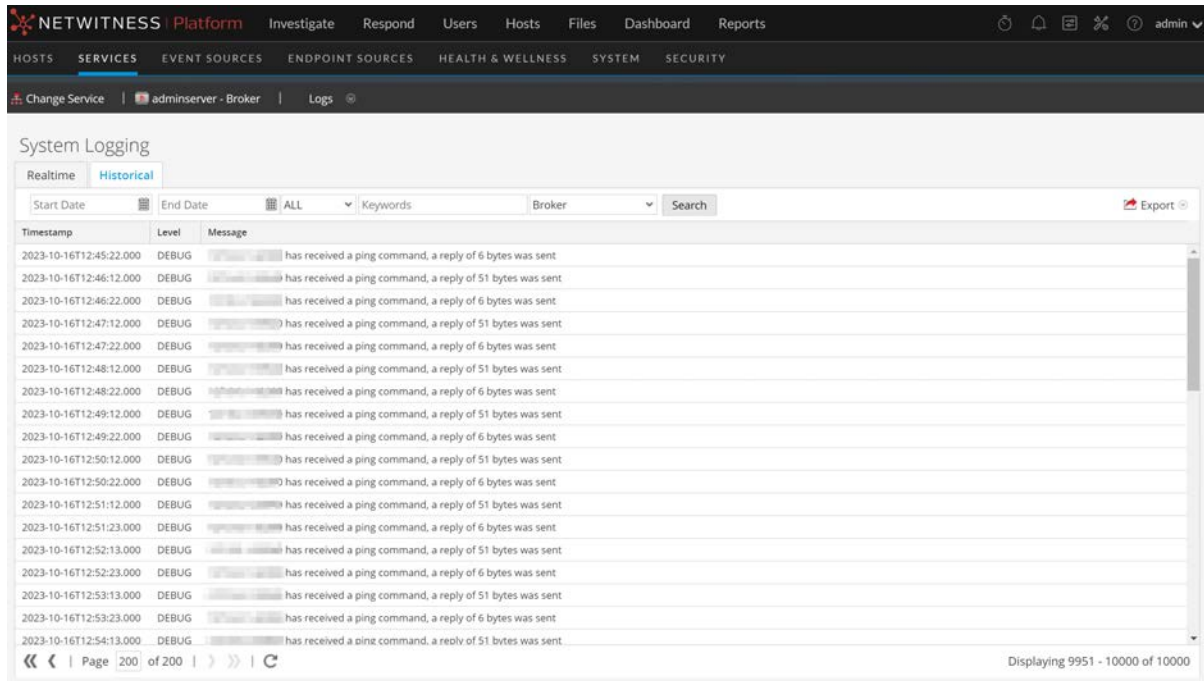 NETWITNESS Platform Investigate Respond Users Hosts Files Dashboard Reports admin
HOSTS SERVICES EVENT SOURCES ENDPOINT SOURCES HEALTH & WELLNESS SYSTEM SECURITY
Change Service | adminserver - Broker | Logs
System Logging
Realtime Historical
Start Date End Date ALL Keywords Broker Search Export
Timestamp Level Message
2023-10-16T12:45:22.000 DEBUG has received a ping command, a reply of 6 bytes was sent
2023-10-16T12:46:12.000 DEBUG has received a ping command, a reply of 51 bytes was sent
2023-10-16T12:46:22.000 DEBUG has received a ping command, a reply of 6 bytes was sent
2023-10-16T12:47:12.000 DEBUG has received a ping command, a reply of 51 bytes was sent
2023-10-16T12:47:22.000 DEBUG has received a ping command, a reply of 6 bytes was sent
2023-10-16T12:48:12.000 DEBUG has received a ping command, a reply of 51 bytes was sent
2023-10-16T12:48:22.000 DEBUG has received a ping command, a reply of 6 bytes was sent
2023-10-16T12:49:12.000 DEBUG has received a ping command, a reply of 51 bytes was sent
2023-10-16T12:49:22.000 DEBUG has received a ping command, a reply of 6 bytes was sent
2023-10-16T12:50:12.000 DEBUG has received a ping command, a reply of 51 bytes was sent
2023-10-16T12:50:22.000 DEBUG has received a ping command, a reply of 6 bytes was sent
2023-10-16T12:51:12.000 DEBUG has received a ping command, a reply of 51 bytes was sent
2023-10-16T12:51:23.000 DEBUG has received a ping command, a reply of 6 bytes was sent
2023-10-16T12:52:13.000 DEBUG has received a ping command, a reply of 51 bytes was sent
2023-10-16T12:52:23.000 DEBUG has received a ping command, a reply of 6 bytes was sent
2023-10-16T12:53:13.000 DEBUG has received a ping command, a reply of 51 bytes was sent
2023-10-16T12:53:23.000 DEBUG has received a ping command, a reply of 6 bytes was sent
2023-10-16T12:54:13.000 DEBUG has received a ping command, a reply of 51 bytes was sent
| Page 200 of 200 | | Displaying 9951 - 10000 of 10000